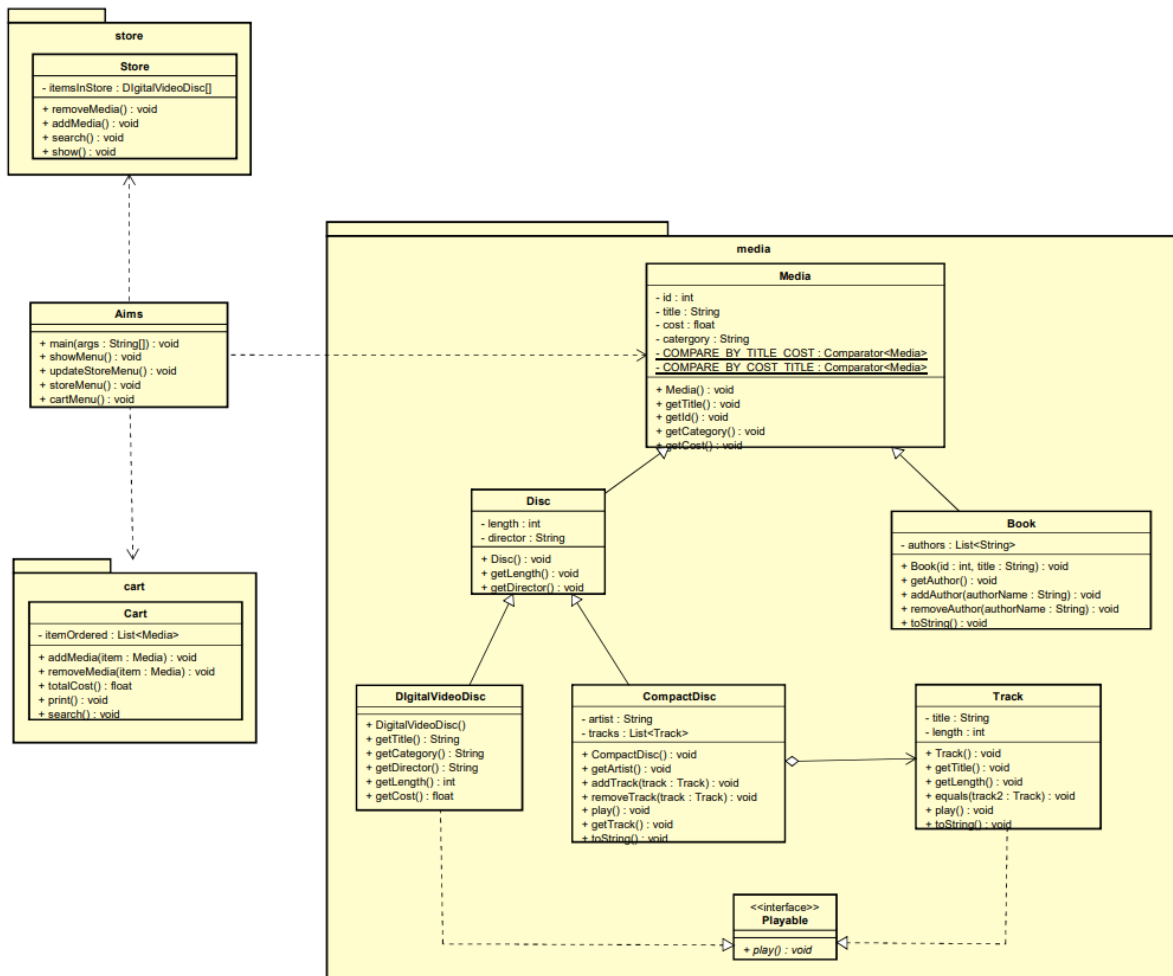 store
Store
- itemsInStore : DIgitalVideoDisc[]
+ removeMedia() : void
+ addMedia() : void
+ search() : void
+ show() : void
Aims
+ main(args : String[]) : void
+ showMenu() : void
+ updateStoreMenu() : void
+ storeMenu() : void
+ cartMenu() : void
cart
Cart
- itemOrdered : List<Media>
+ addMedia(item : Media) : void
+ removeMedia(item : Media) : void
+ totalCost() : float
+ print() : void
+ search() : void
media
Media
- id : int
- title : String
- cost : float
- catergory : String
- COMPARE_BY_TITLE_COST : Comparator<Media>
- COMPARE_BY_COST_TITLE : Comparator<Media>
+ Media() : void
+ getTitle() : void
+ getId() : void
+ getCategory() : void
+ getCost() : void
Disc
- length : int
- director : String
+ Disc() : void
+ getLength() : void
+ getDirector() : void
Book
- authors : List<String>
+ Book(id : int, title : String) : void
+ getAuthor() : void
+ addAuthor(authorName : String) : void
+ removeAuthor(authorName : String) : void
+ toString() : void
DIgitalVideoDisc
+ DigitalVideoDisc()
+ getTitle() : String
+ getCategory() : String
+ getDirector() : String
+ getLength() : int
+ getCost() : float
CompactDisc
- artist : String
- tracks : List<Track>
+ CompactDisc() : void
+ getArtist() : void
+ addTrack(track : Track) : void
+ removeTrack(track : Track) : void
+ play() : void
+ getTrack() : void
+ toString() : void
Track
- title : String
- length : int
+ Track() : void
+ getTitle() : void
+ getLength() : void
+ equals(track2 : Track) : void
+ play() : void
+ toString() : void
<<interface>>
Playable
+ play() : void